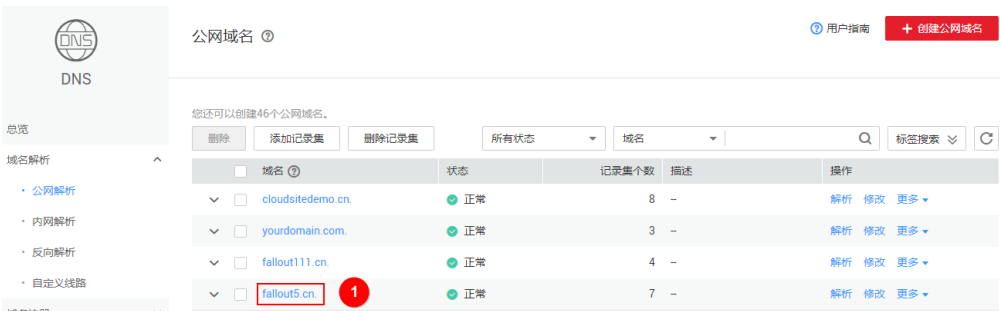 DNS
DNS
总览
域名解析
公网解析
内网解析
反向解析
自定义线路
公网域名
用户指南
+ 创建公网域名
您还可以创建46个公网域名。
删除 添加记录集 删除记录集 所有状态 域名 标签搜索
域名 状态 记录集个数 描述 操作
cloudsitedemo.cn. 正常 8 -- 解析 修改 更多
yourdomain.com. 正常 3 -- 解析 修改 更多
fallout111.cn. 正常 4 -- 解析 修改 更多
fallout5.cn. 1 正常 7 -- 解析 修改 更多